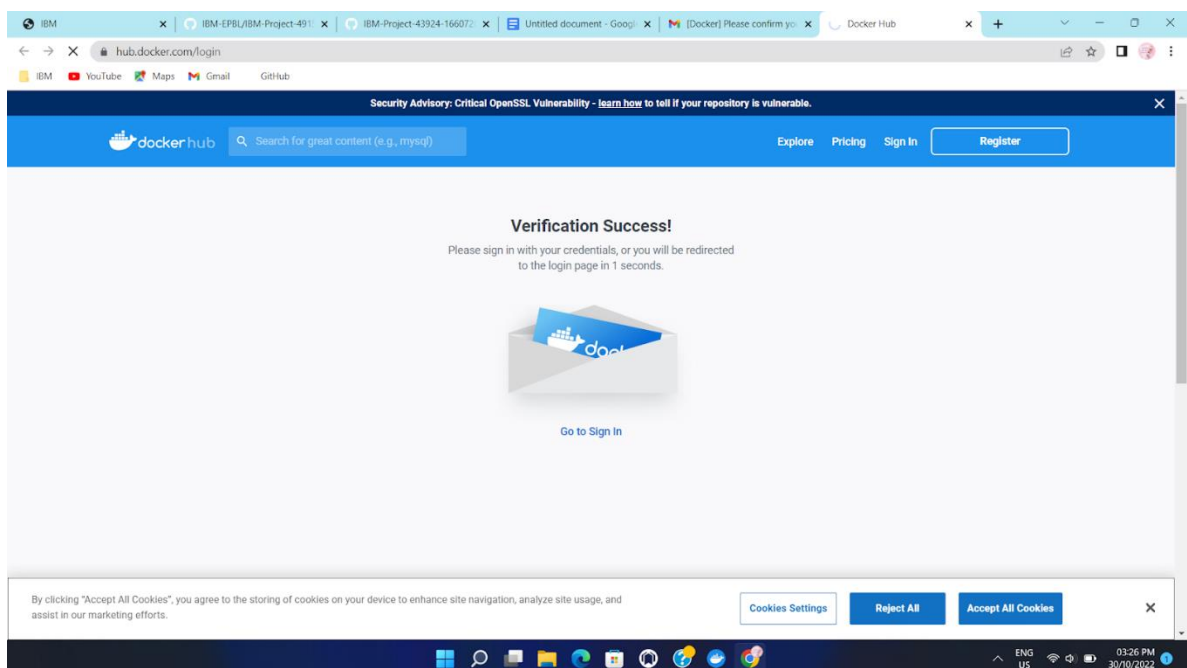 IBM
IBM-EPBL/IBM-Project-491
IBM-Project-43924-166072
Untitled document - Googl
[Docker] Please confirm yo
Docker Hub
hub.docker.com/login
IBM
YouTube
Maps
Gmail
GitHub
Security Advisory: Critical OpenSSL Vulnerability - learn how to tell if your repository is vulnerable.
dockerhub
Search for great content (e.g., mysql)
Explore
Pricing
Sign In
Register
Verification Success!
Please sign in with your credentials, or you will be redirected
to the login page in 1 seconds.
Go to Sign In
By clicking "Accept All Cookies", you agree to the storing of cookies on your device to enhance site navigation, analyze site usage, and
assist in our marketing efforts.
Cookies Settings
Reject All
Accept All Cookies
ENG
US
03:26 PM
30/10/2022
1